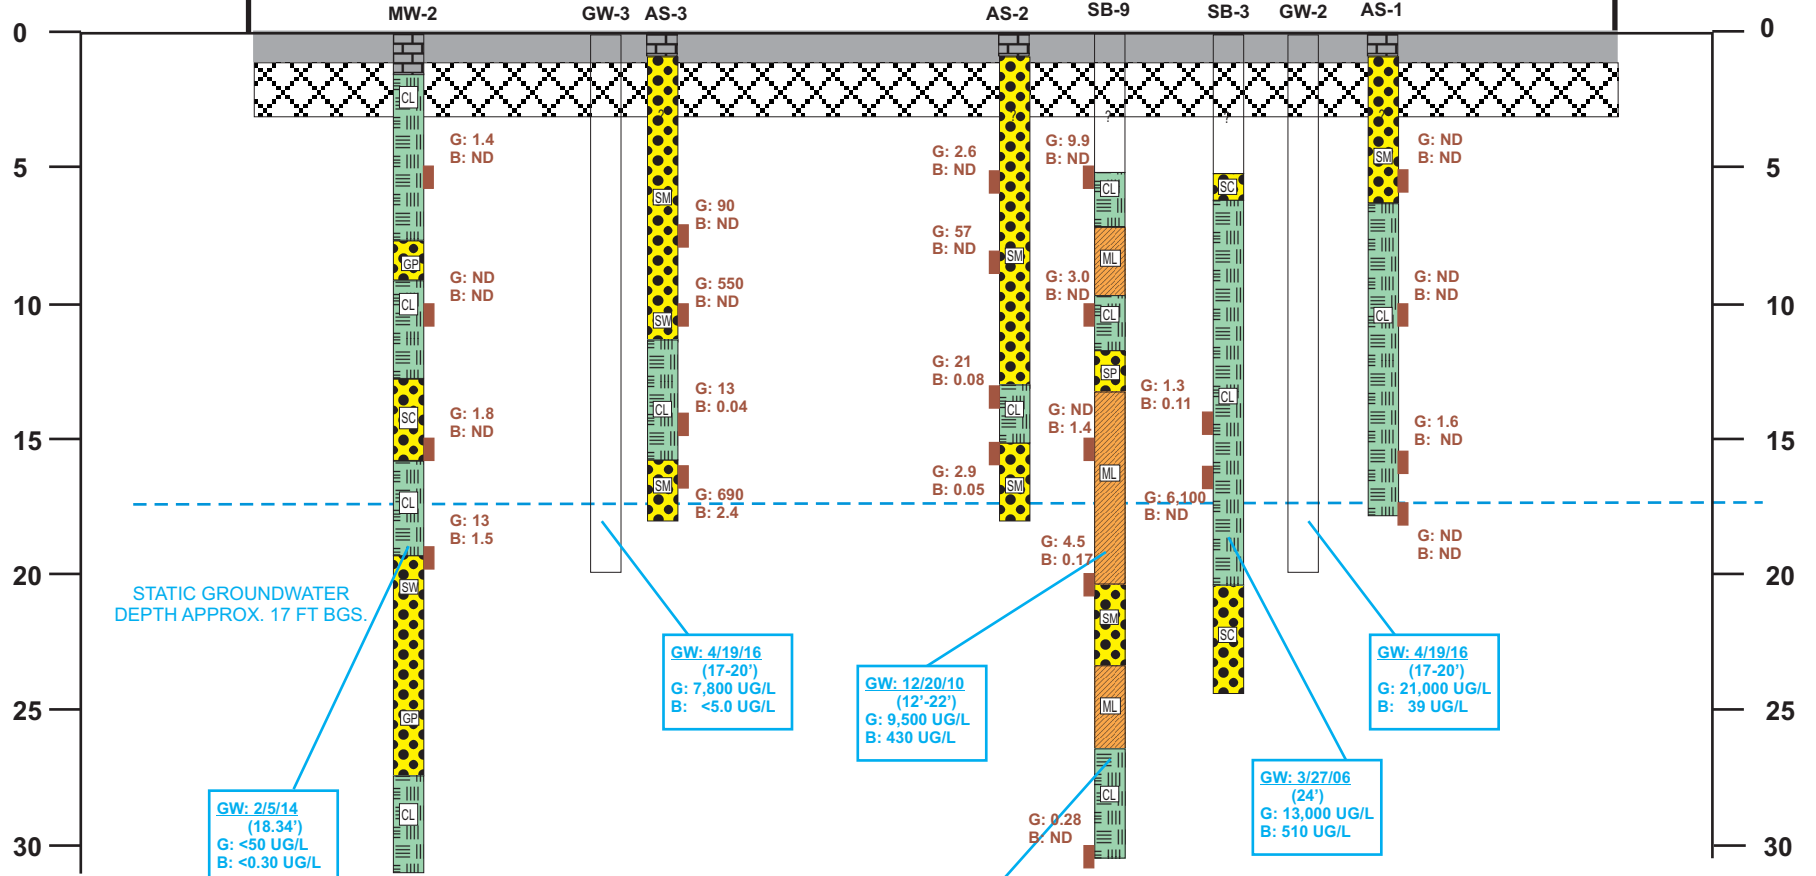 MW-2 GW-3 AS-3 AS-2 SB-9 SB-3 GW-2 AS-1
0
5
10
15
20
25
30
0
5
10
15
20
25
30
CL
GP
CL
SC
CL
SW
GP
CL
G: 1.4
B: ND
G: ND
B: ND
G: 1.8
B: ND
G: 13
B: 1.5
STATIC GROUNDWATER
DEPTH APPROX. 17 FT BGS.
GW: 2/5/14
(18.34')
G: <50 UG/L
B: <0.30 UG/L
GW: 4/19/16
(17-20')
G: 7,800 UG/L
B: <5.0 UG/L
?
SM
SW
CL
SM
G: 90
B: ND
G: 550
B: ND
G: 13
B: 0.04
G: 690
B: 2.4
G: 2.6
B: ND
G: 57
B: ND
G: 21
B: 0.08
G: 2.9
B: 0.05
?
SM
CL
SM
G: 9.9
B: ND
G: 3.0
B: ND
G: ND
B: 1.4
G: 4.5
B: 0.17
G: 0.28
B: ND
?
CL
ML
CL
SP
ML
SM
ML
CL
GW: 12/20/10
(12'-22')
G: 9,500 UG/L
B: 430 UG/L
G: 1.3
B: 0.11
G: 6,100
B: ND
?
SC
CL
SC
GW: 3/27/06
(24')
G: 13,000 UG/L
B: 510 UG/L
GW: 4/19/16
(17-20')
G: 21,000 UG/L
B: 39 UG/L
?
SM
CL
G: ND
B: ND
G: ND
B: ND
G: 1.6
B: ND
G: ND
B: ND